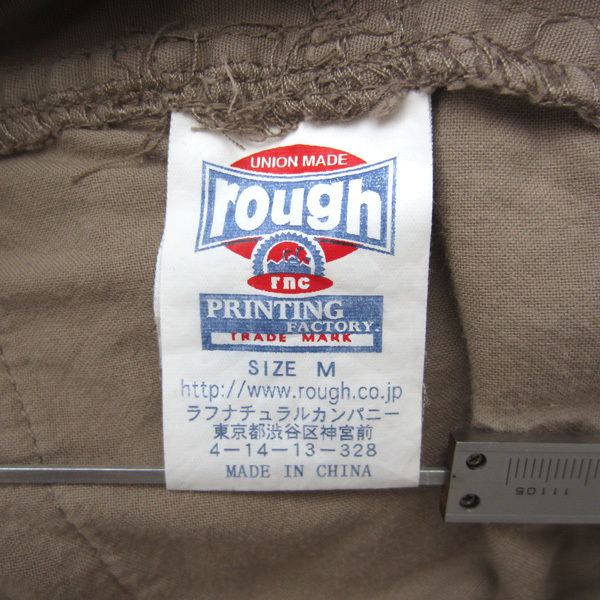 UNION MADE
rough
rnc
PRINTING
FACTORY.
TRADE MARK
SIZE M
http://www.rough.co.jp
ラフナチュラルカンパニー
東京都渋谷区神宮前
4-14-13-328
MADE IN CHINA
11105